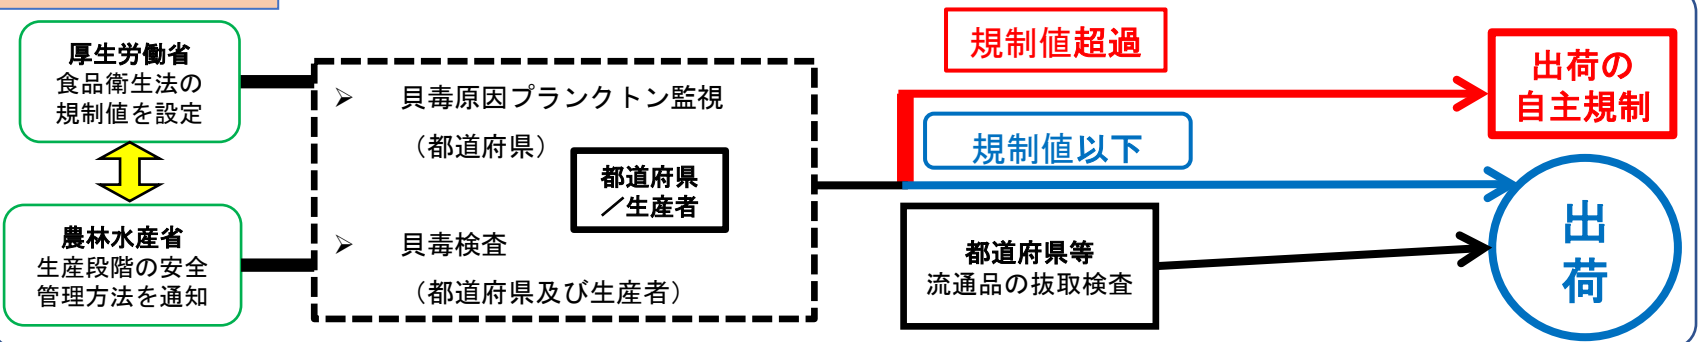 厚生労働省
食品衛生法の
規制値を設定
農林水産省
生産段階の安全
管理方法を通知
➢ 貝毒原因プランクトン監視
（都道府県）
都道府県
／生産者
➢ 貝毒検査
（都道府県及び生産者）
規制値超過
規制値以下
都道府県等
流通品の抜取検査
出荷の
自主規制
出
荷